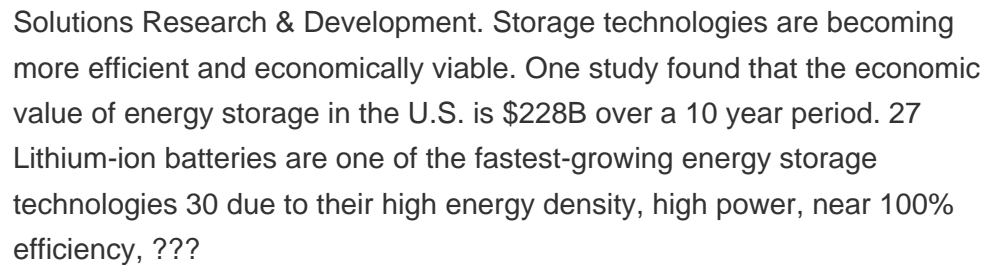 Solutions Research & Development. Storage technologies are becoming
more efficient and economically viable. One study found that the economic
value of energy storage in the U.S. is $228B over a 10 year period. 27
Lithium-ion batteries are one of the fastest-growing energy storage
technologies 30 due to their high energy density, high power, near 100%
efficiency, ???